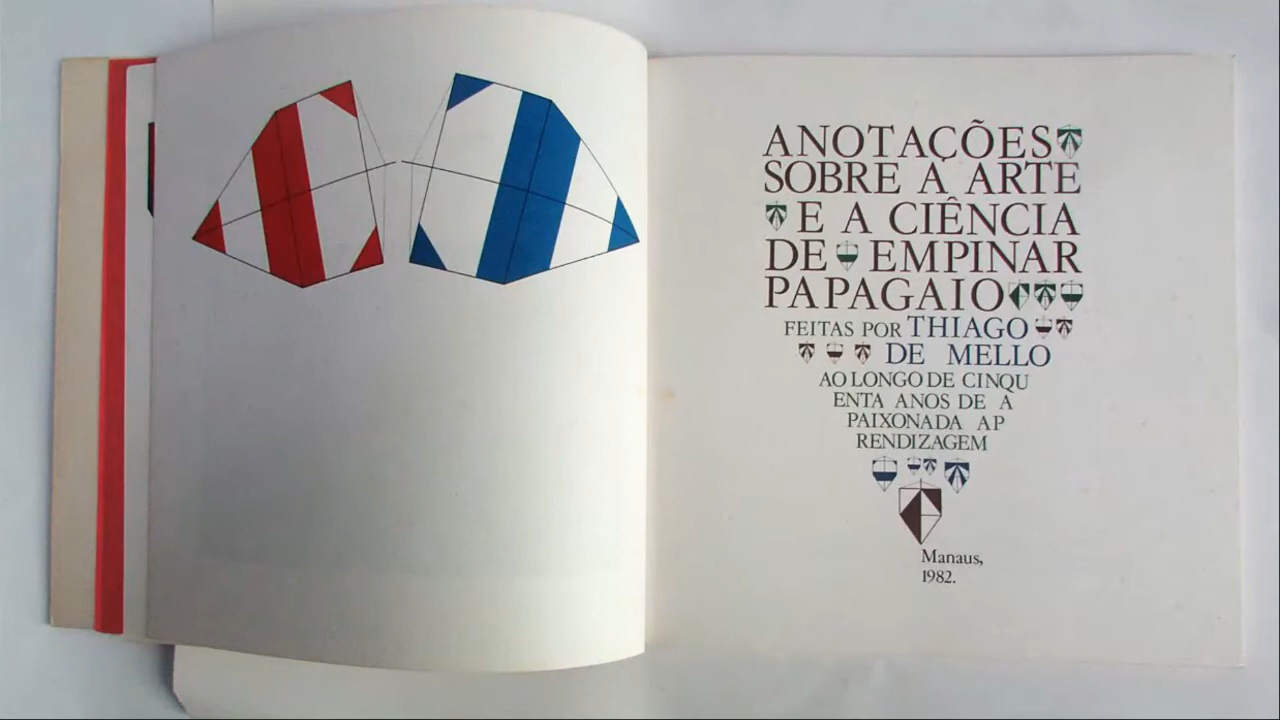 ANOTAÇÕES
SOBRE A ARTE
E A CIÊNCIA
DE EMPINAR
PAPAGAIO
FEITAS POR THIAGO
DE MELLO
AO LONGO DE CINQU
ENTA ANOS DE A
PAIXONADA AP
RENDIZAGEM
Manaus,
1982.